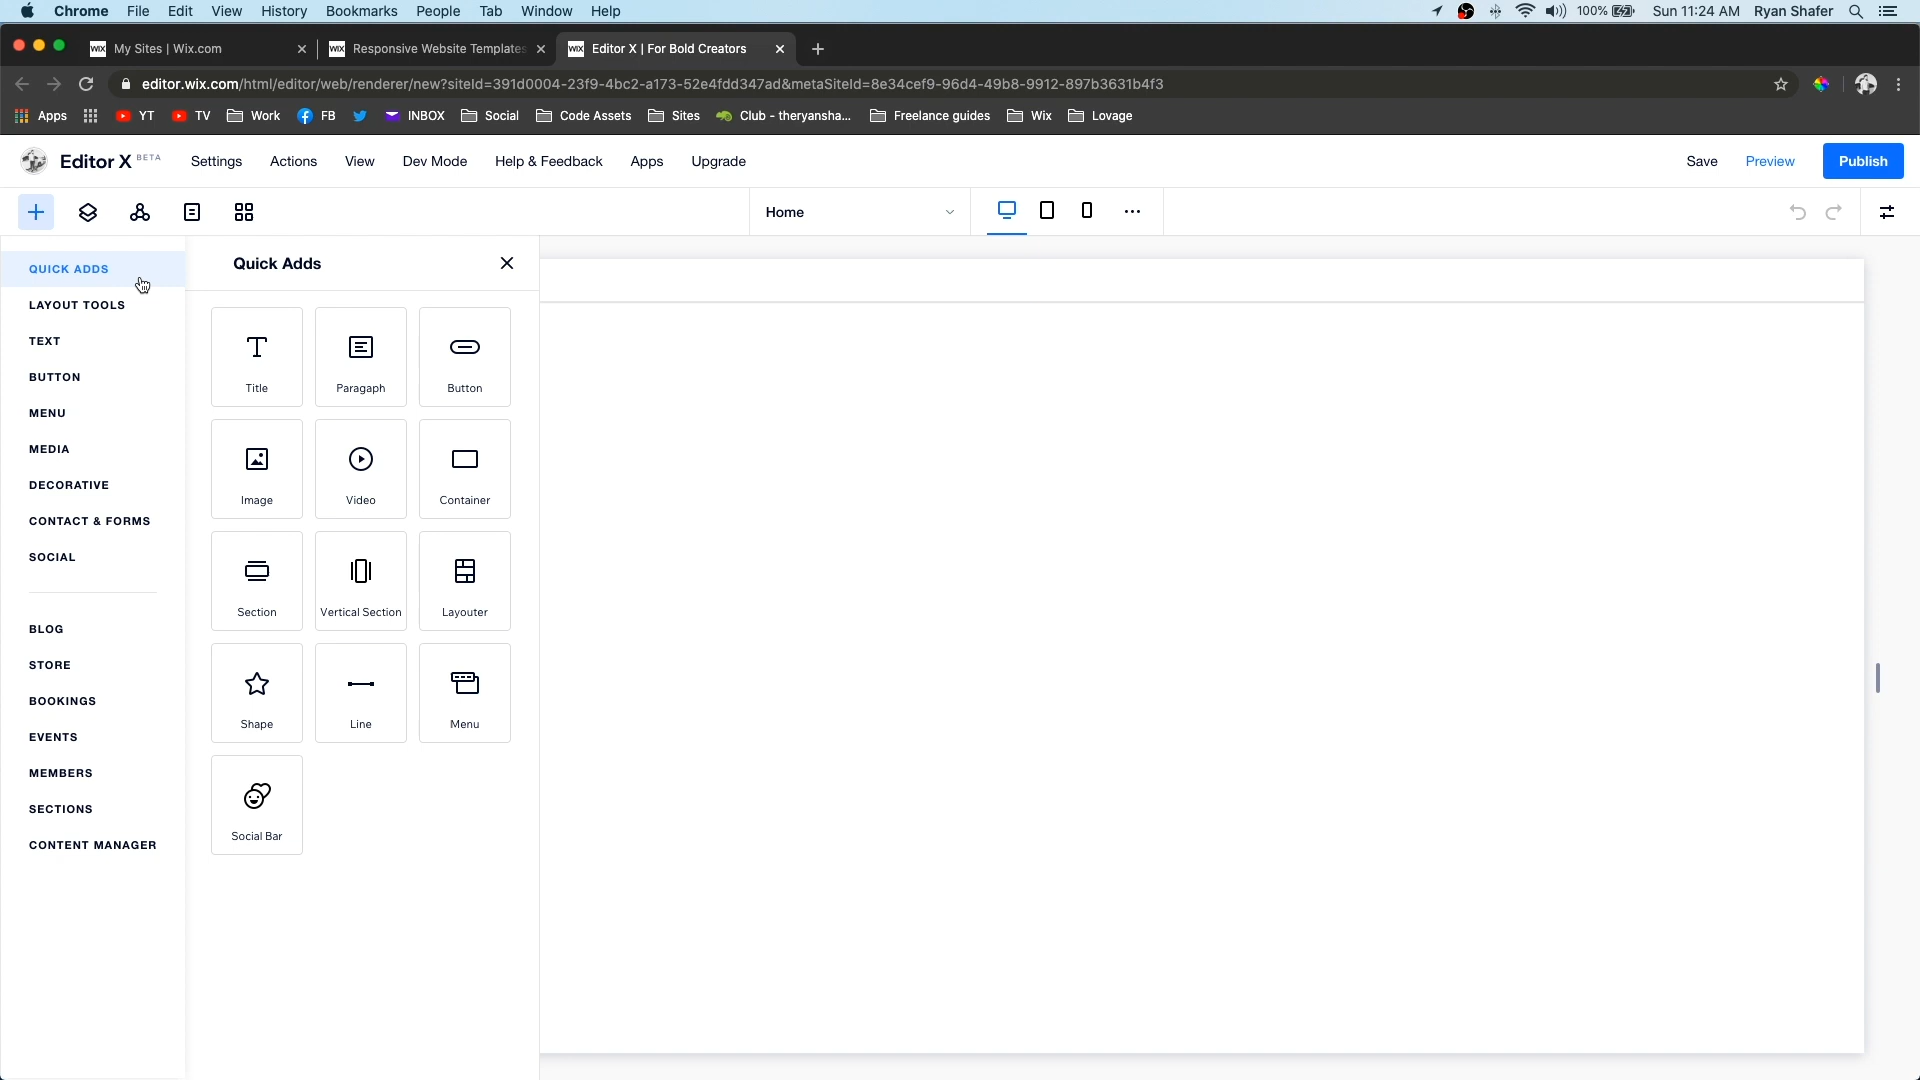 Chrome File Edit View History Bookmarks People Tab Window Help 100% Sun 11:24 AM Ryan Shafer
WIX My Sites | Wix.com WIX Responsive Website Templates WIX Editor X | For Bold Creators
editor.wix.com/html/editor/web/renderer/new?siteId=391d0004-23f9-4bc2-a173-52e4fdd347ad&metaSiteId=8e34cef9-96d4-49b8-9912-897b3631b4f3
Apps YT TV Work FB INBOX Social Code Assets Sites Club - theryansha... Freelance guides Wix Lovage
Editor X BETA Settings Actions View Dev Mode Help & Feedback Apps Upgrade Save Preview Publish
Home
QUICK ADDS
LAYOUT TOOLS
TEXT
BUTTON
MENU
MEDIA
DECORATIVE
CONTACT & FORMS
SOCIAL
BLOG
STORE
BOOKINGS
EVENTS
MEMBERS
SECTIONS
CONTENT MANAGER
Quick Adds
Title Paragaph Button
Image Video Container
Section Vertical Section Layouter
Shape Line Menu
Social Bar